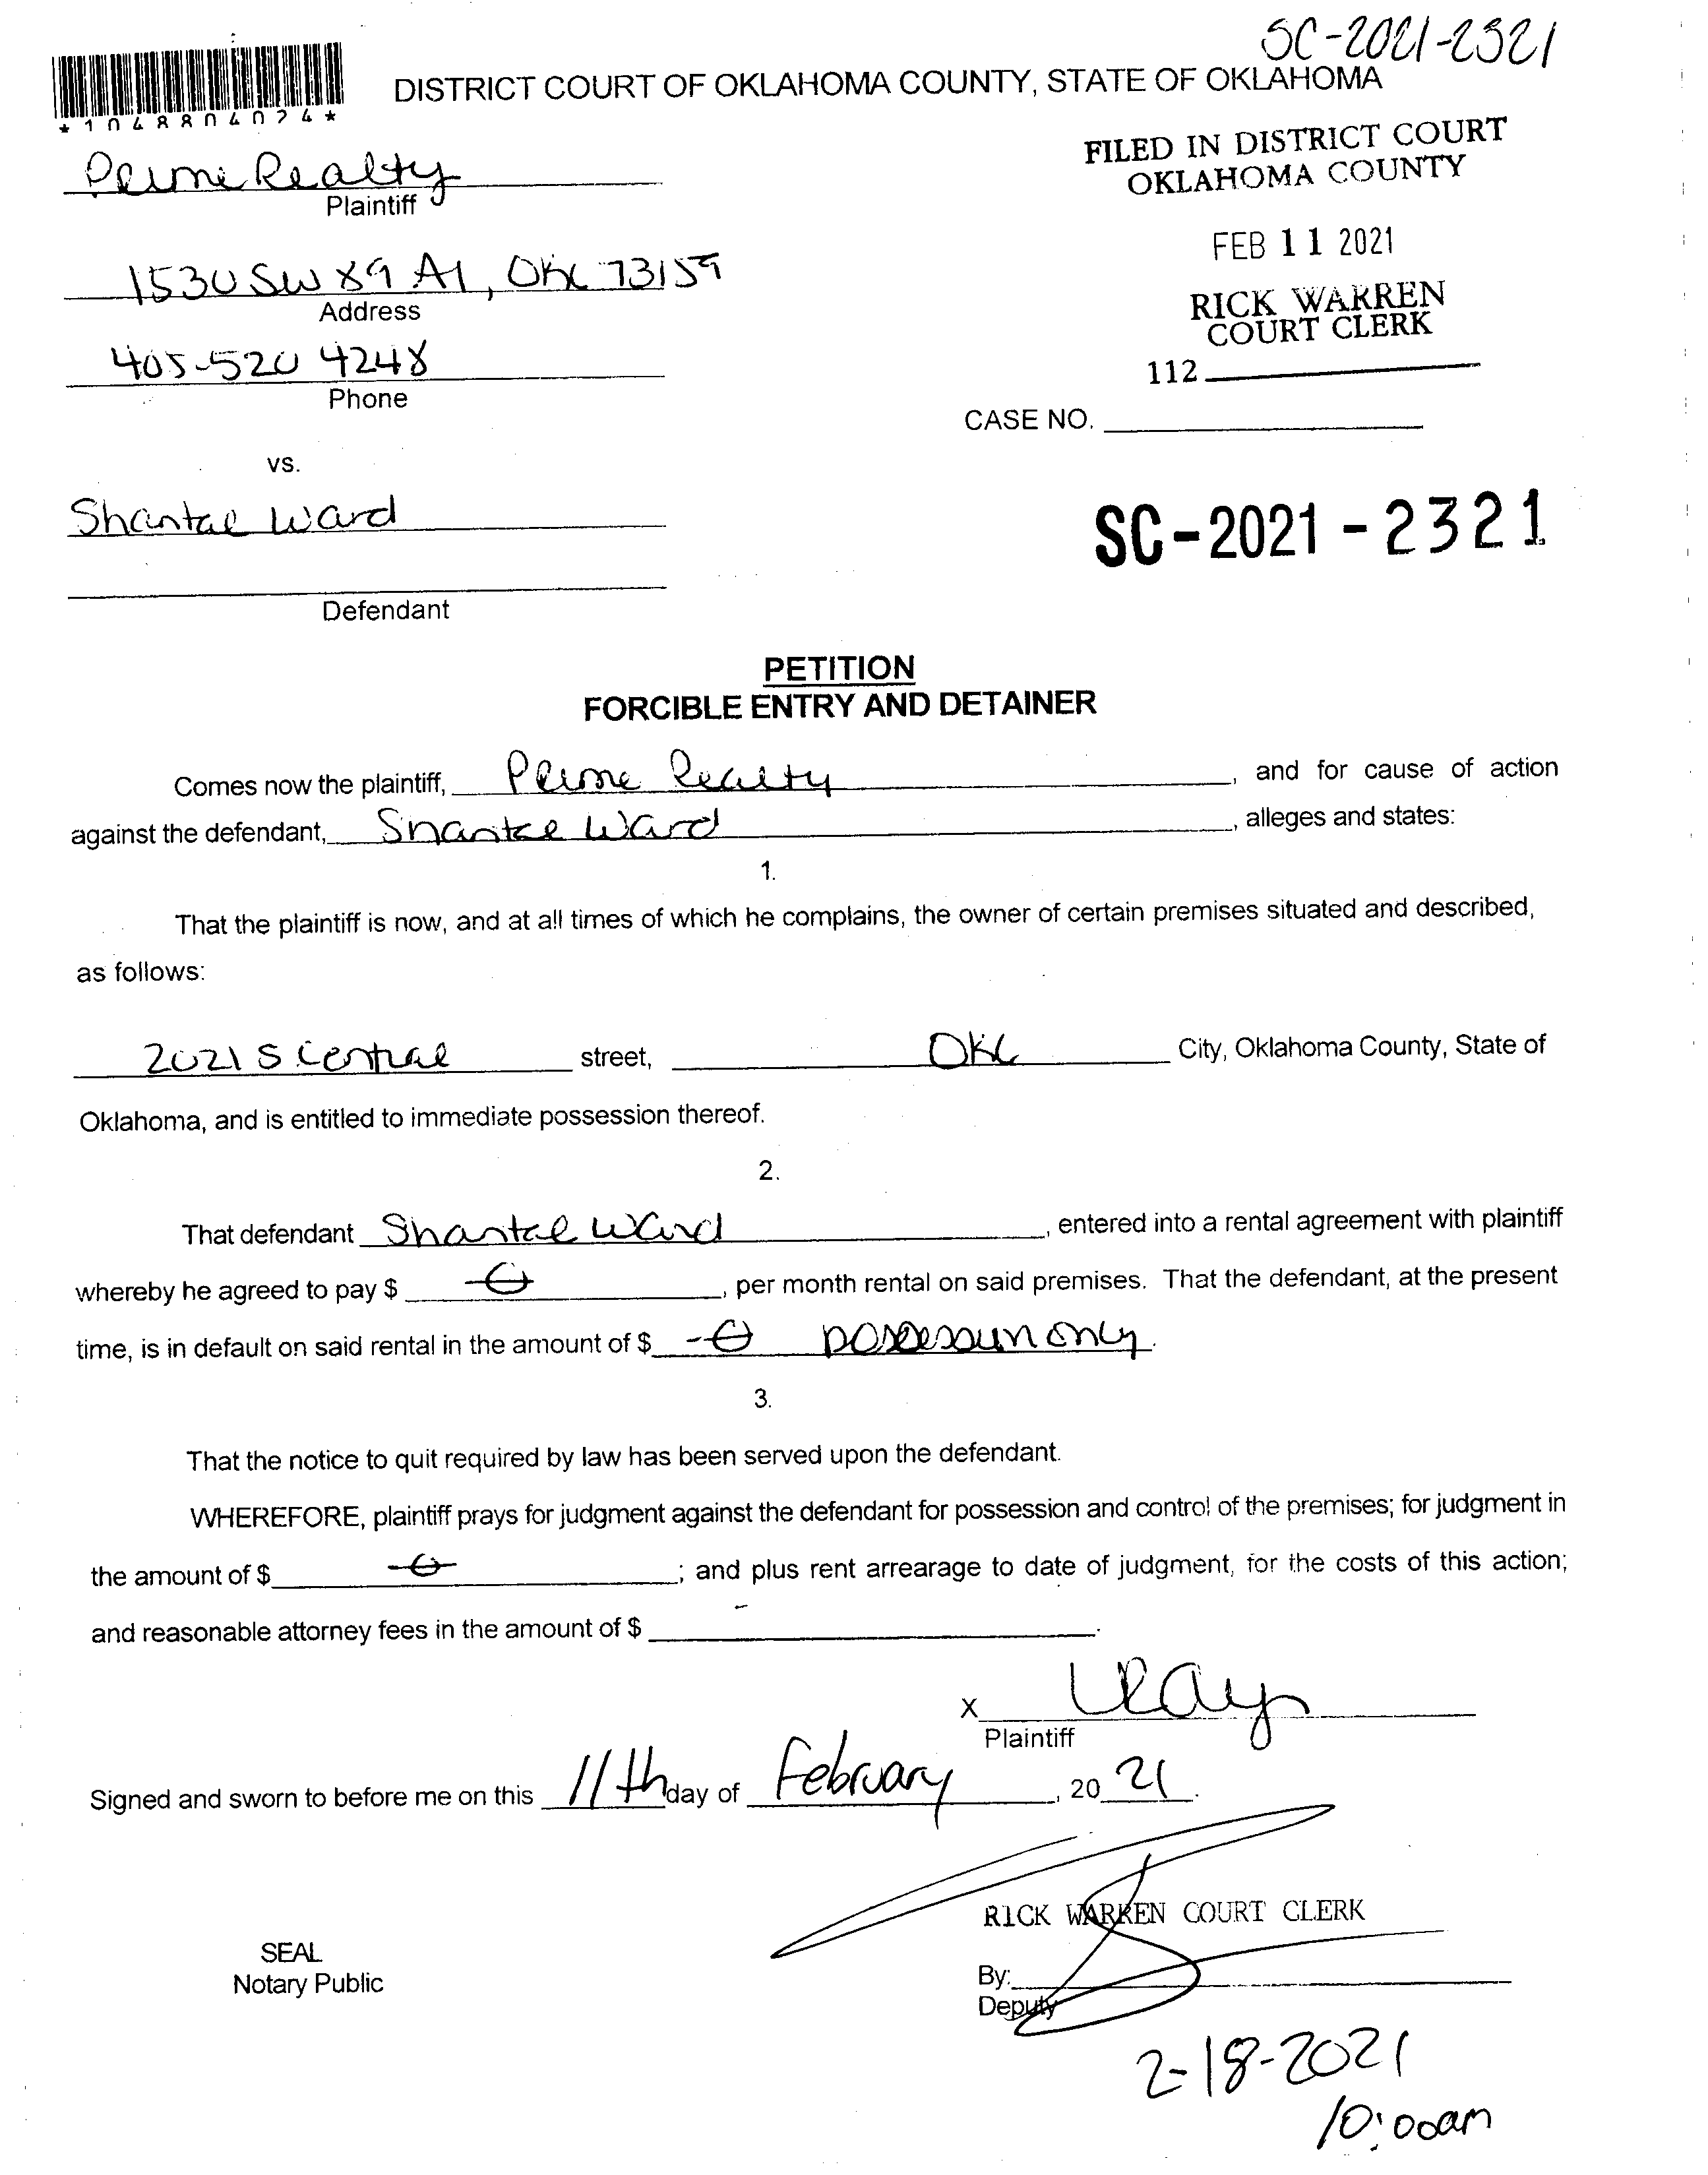 SC-2021-2321
DISTRICT COURT OF OKLAHOMA COUNTY, STATE OF OKLAHOMA
*1048804024*
FILED IN DISTRICT COURT
OKLAHOMA COUNTY
Prime Realty
Plaintiff
FEB 11 2021
1530 SW 89 A1, OKC 73159
Address
RICK WARREN
COURT CLERK
405-520 4248
Phone
112
CASE NO.
vs.
Shantae Ward
SC-2021-2321
Defendant
PETITION
FORCIBLE ENTRY AND DETAINER
Comes now the plaintiff, Prime Realty, and for cause of action
against the defendant, Shantae Ward, alleges and states:
1.
That the plaintiff is now, and at all times of which he complains, the owner of certain premises situated and described,
as follows:
2021 S Central street, OKC City, Oklahoma County, State of
Oklahoma, and is entitled to immediate possession thereof.
2.
That defendant Shantae Ward, entered into a rental agreement with plaintiff
whereby he agreed to pay $ 0, per month rental on said premises. That the defendant, at the present
time, is in default on said rental in the amount of $ 0 possession only.
3.
That the notice to quit required by law has been served upon the defendant.
WHEREFORE, plaintiff prays for judgment against the defendant for possession and control of the premises; for judgment in
the amount of $ 0; and plus rent arrearage to date of judgment, for the costs of this action;
and reasonable attorney fees in the amount of $.
X
Plaintiff
Signed and sworn to before me on this 11th day of February, 20 21.
RICK WARREN COURT CLERK
SEAL
Notary Public
By:
Deputy
2-18-2021
10:00am